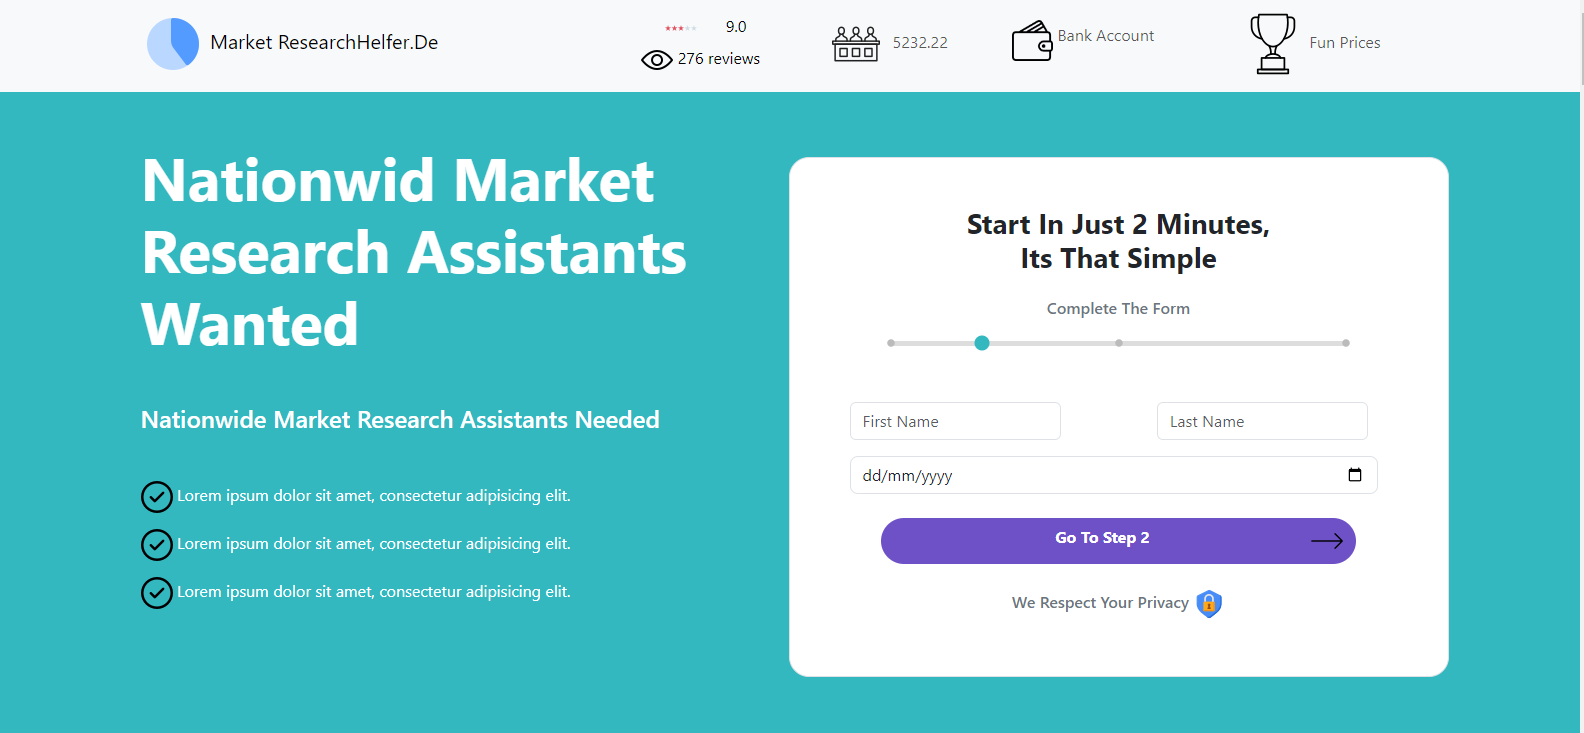 Market ResearchHelfer.De
9.0
276 reviews
5232.22
Bank Account
Fun Prices
Nationwid Market
Research Assistants
Wanted
Nationwide Market Research Assistants Needed
Lorem ipsum dolor sit amet, consectetur adipisicing elit.
Lorem ipsum dolor sit amet, consectetur adipisicing elit.
Lorem ipsum dolor sit amet, consectetur adipisicing elit.
Start In Just 2 Minutes,
Its That Simple
Complete The Form
First Name
Last Name
dd/mm/yyyy
Go To Step 2
We Respect Your Privacy